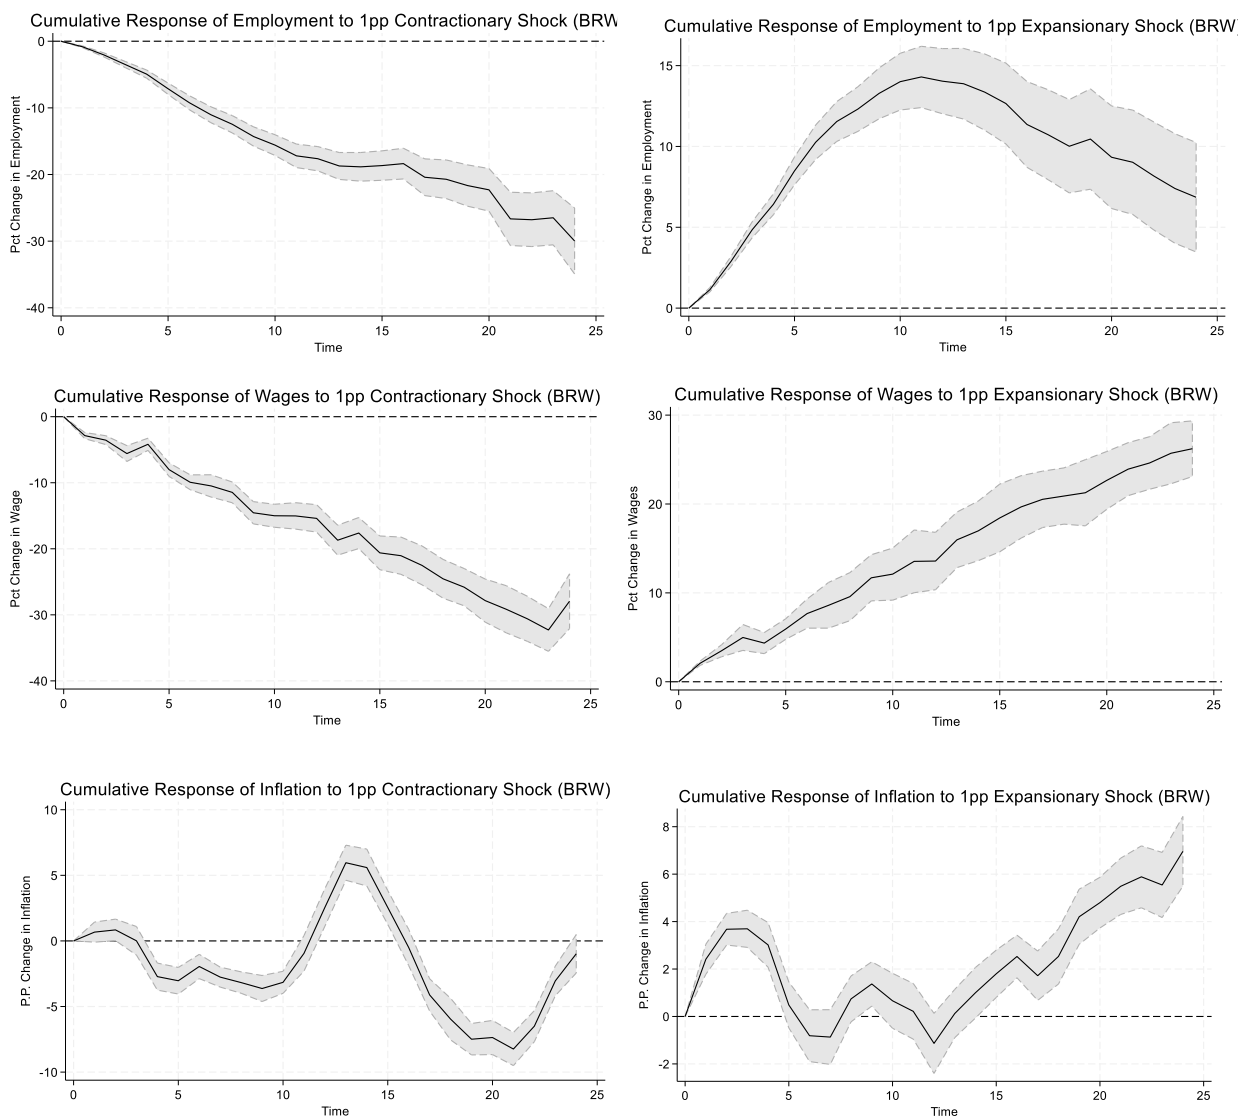 Cumulative Response of Employment to 1pp Contractionary Shock (BRW
0
-10
-20
-30
-40
Pct Change in Employment
0 5 10 15 20 25
Time
Cumulative Response of Employment to 1pp Expansionary Shock (BRW)
15
10
5
0
Pct Change in Employment
0 5 10 15 20 25
Time
Cumulative Response of Wages to 1pp Contractionary Shock (BRW)
0
-10
-20
-30
-40
Pct Change in Wage
0 5 10 15 20 25
Time
Cumulative Response of Wages to 1pp Expansionary Shock (BRW)
30
20
10
0
Pct Change in Wages
0 5 10 15 20 25
Time
Cumulative Response of Inflation to 1pp Contractionary Shock (BRW)
10
5
0
-5
-10
P.P. Change in Inflation
0 5 10 15 20 25
Time
Cumulative Response of Inflation to 1pp Expansionary Shock (BRW)
8
6
4
2
0
-2
P.P. Change in Inflation
0 5 10 15 20 25
Time